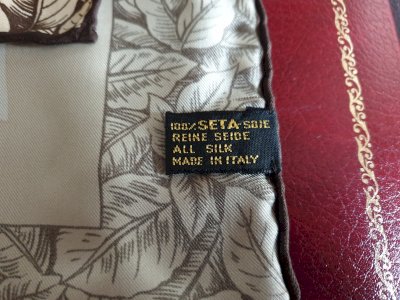 100% SETA-SOIE
REINE SEIDE
ALL SILK
MADE IN ITALY